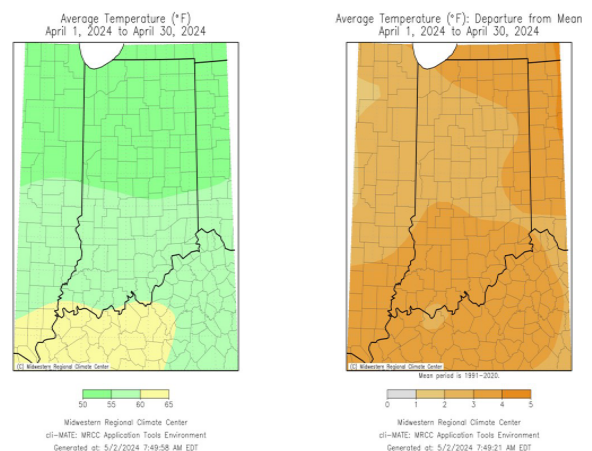 Average Temperature (°F)
April 1, 2024 to April 30, 2024
(C) Midwestern Regional Climate Center
50 55 60 65
Midwestern Regional Climate Center
cli-MATE: MRCC Application Tools Environment
Generated at: 5/2/2024 7:49:58 AM EDT
Average Temperature (°F): Departure from Mean
April 1, 2024 to April 30, 2024
(C) Midwestern Regional Climate Center
Mean period is 1991-2020.
0 1 2 3 4 5
Midwestern Regional Climate Center
cli-MATE: MRCC Application Tools Environment
Generated at: 5/2/2024 7:49:21 AM EDT